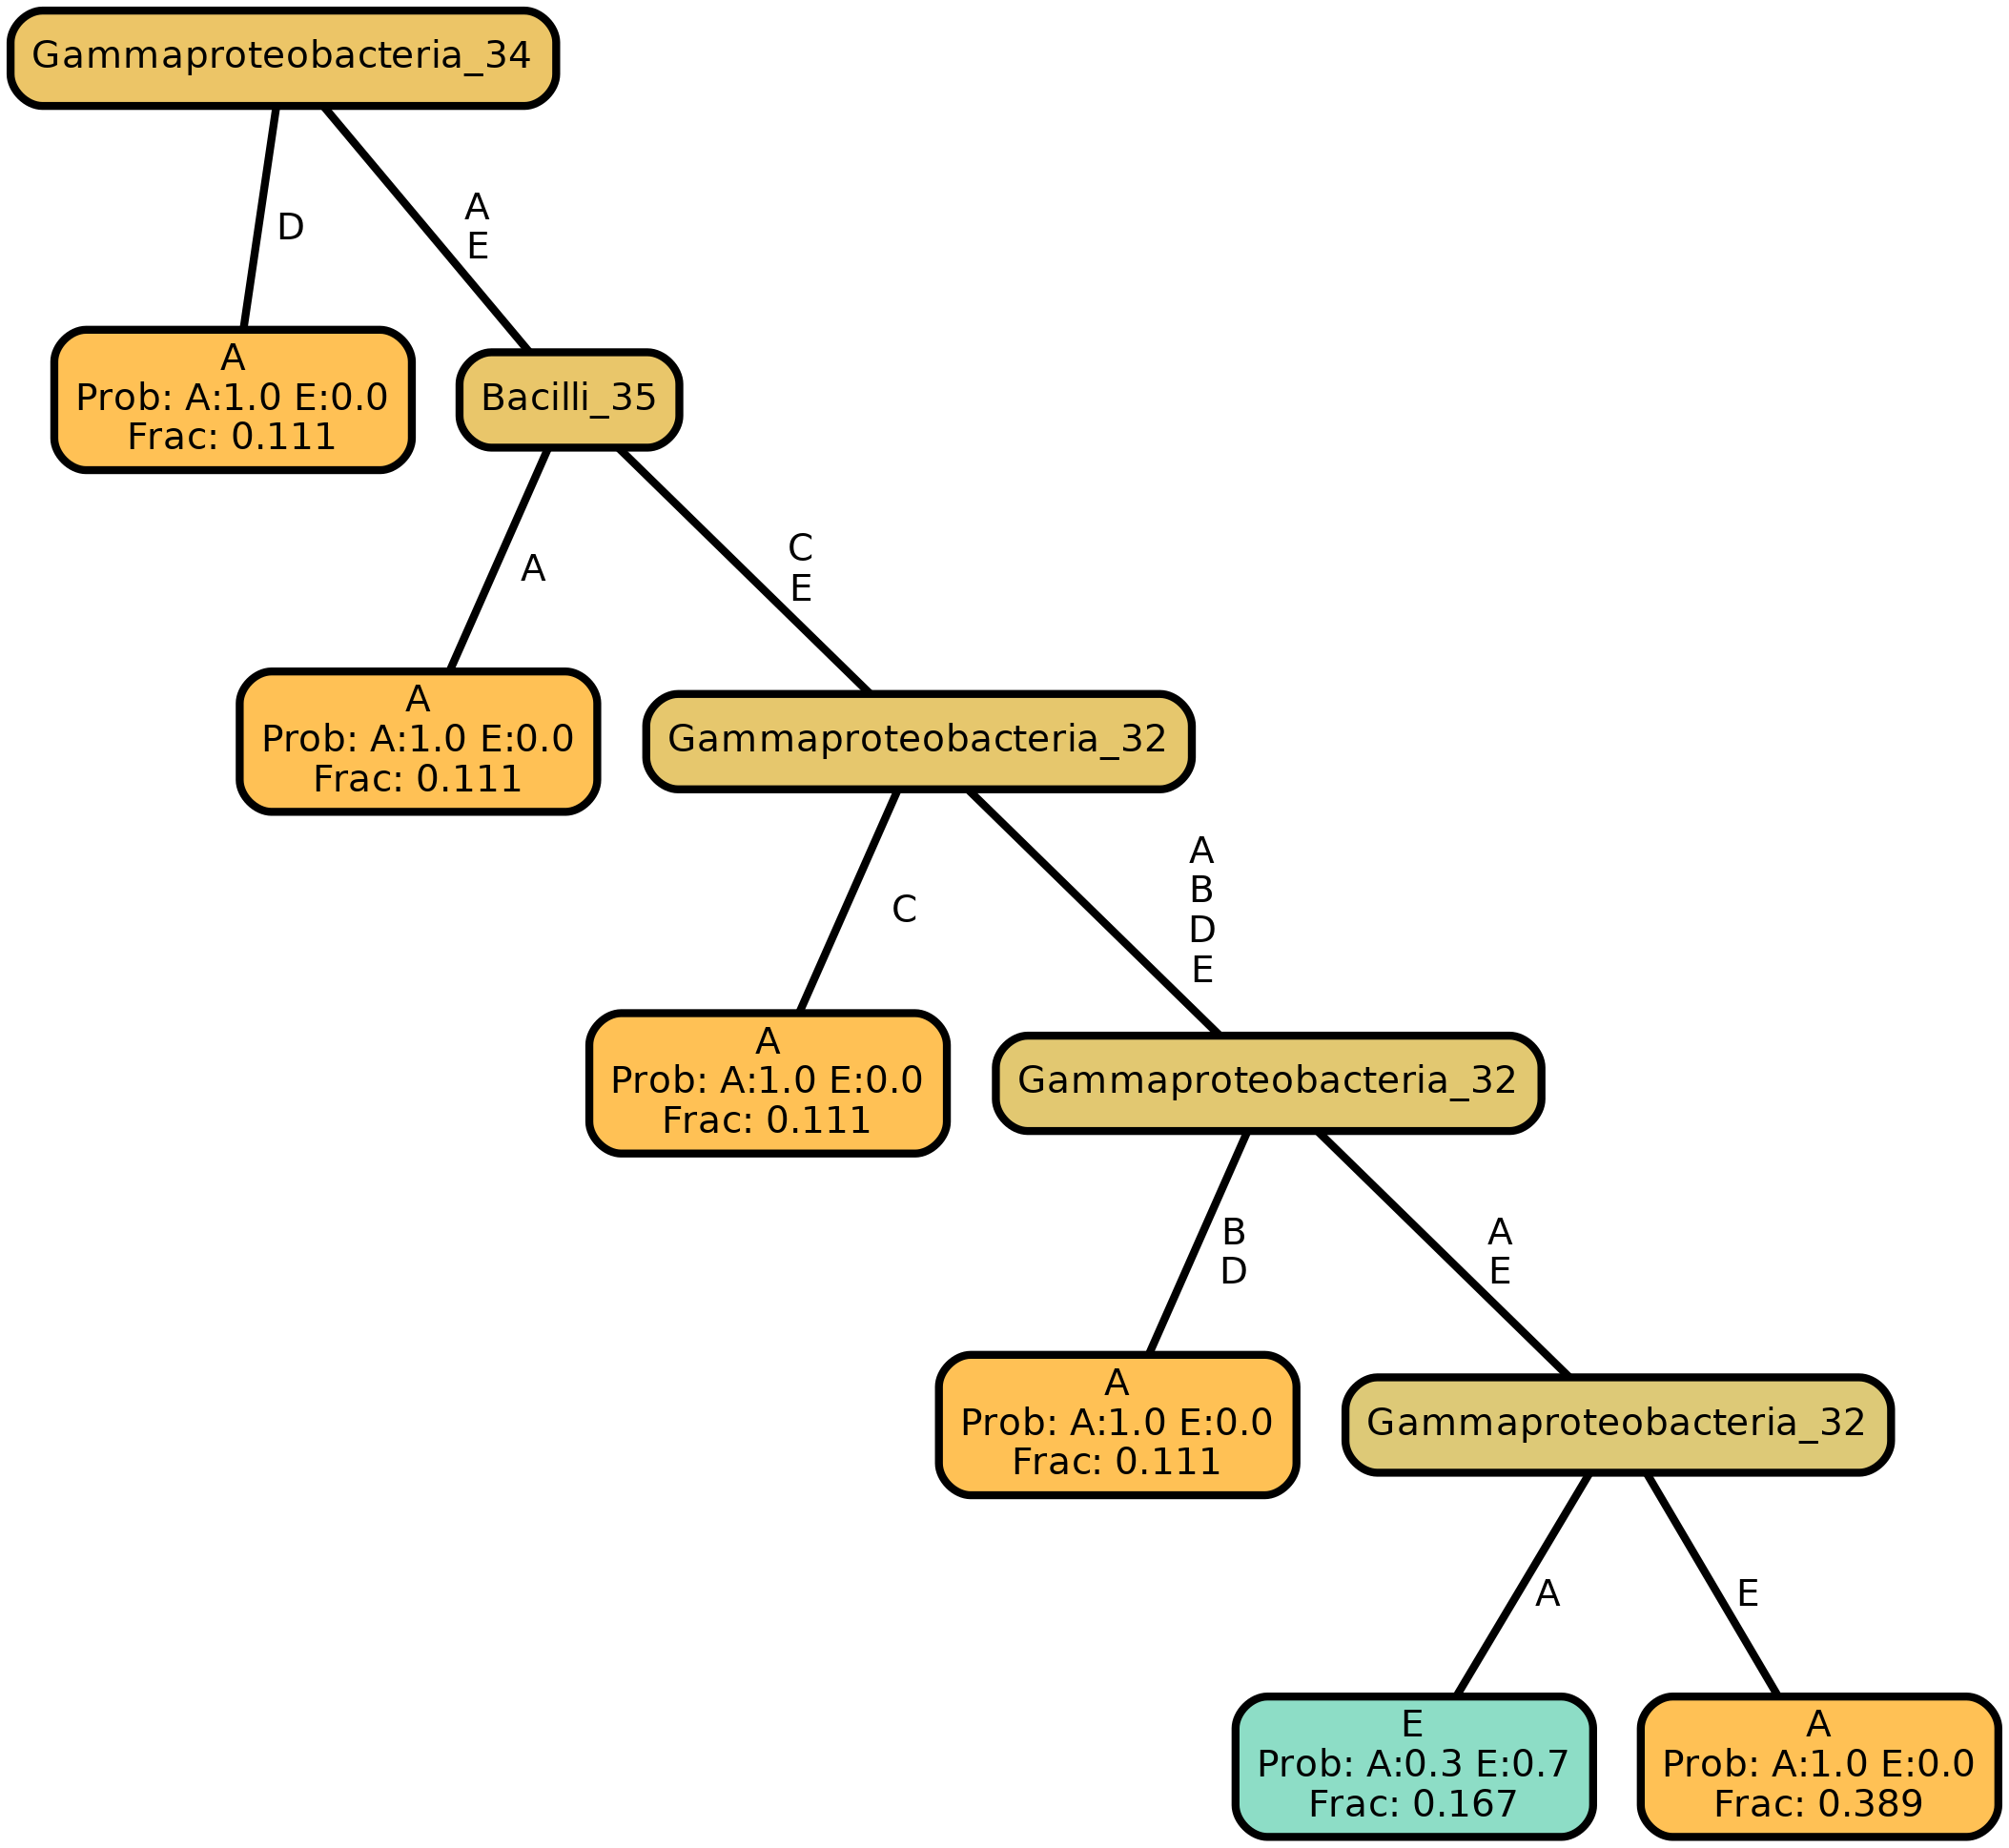 Gammaproteobacteria_34
D
A
E
A
Prob: A:1.0 E:0.0
Frac: 0.111
Bacilli_35
A
C
E
A
Prob: A:1.0 E:0.0
Frac: 0.111
Gammaproteobacteria_32
C
A
B
D
E
A
Prob: A:1.0 E:0.0
Frac: 0.111
Gammaproteobacteria_32
B
D
A
E
A
Prob: A:1.0 E:0.0
Frac: 0.111
Gammaproteobacteria_32
A
E
E
Prob: A:0.3 E:0.7
Frac: 0.167
A
Prob: A:1.0 E:0.0
Frac: 0.389